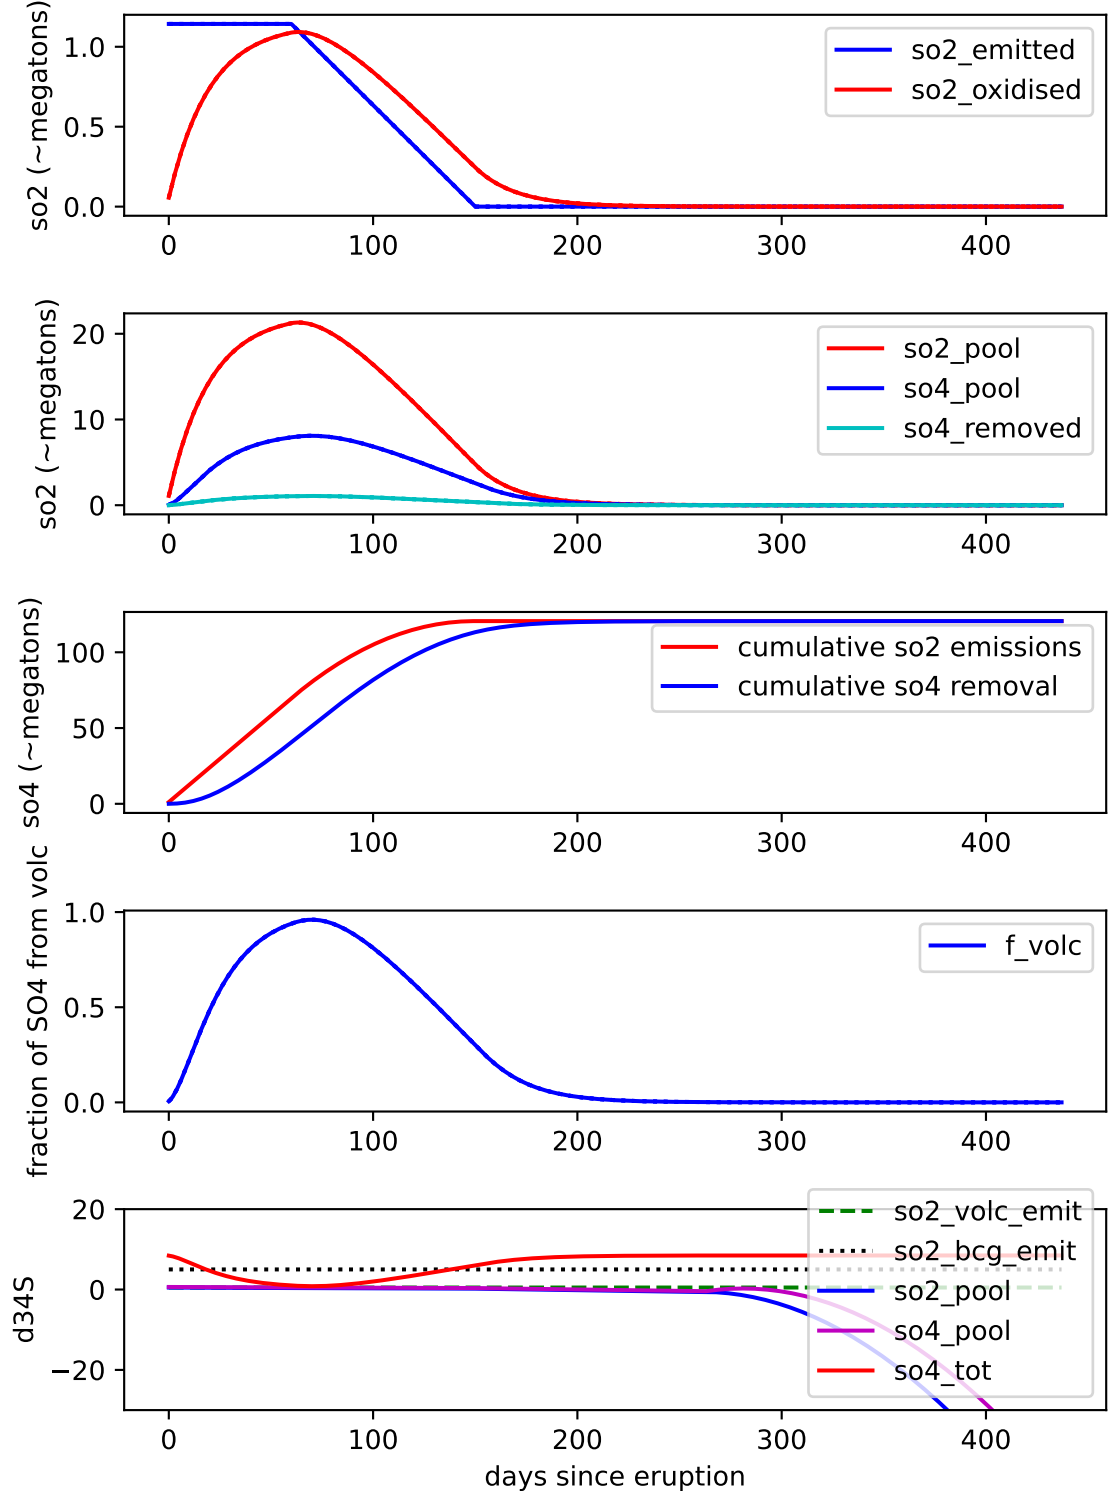 so2 (~megatons)
1.0
0.5
0.0
so2_emitted
so2_oxidised
0 100 200 300 400
so2 (~megatons)
20
10
0
so2_pool
so4_pool
so4_removed
0 100 200 300 400
so4 (~megatons)
100
50
0
cumulative so2 emissions
cumulative so4 removal
0 100 200 300 400
fraction of SO4 from volc
1.0
0.5
0.0
f_volc
0 100 200 300 400
d34S
20
0
−20
so2_volc_emit
so2_bcg_emit
so2_pool
so4_pool
so4_tot
0 100 200 300 400
days since eruption